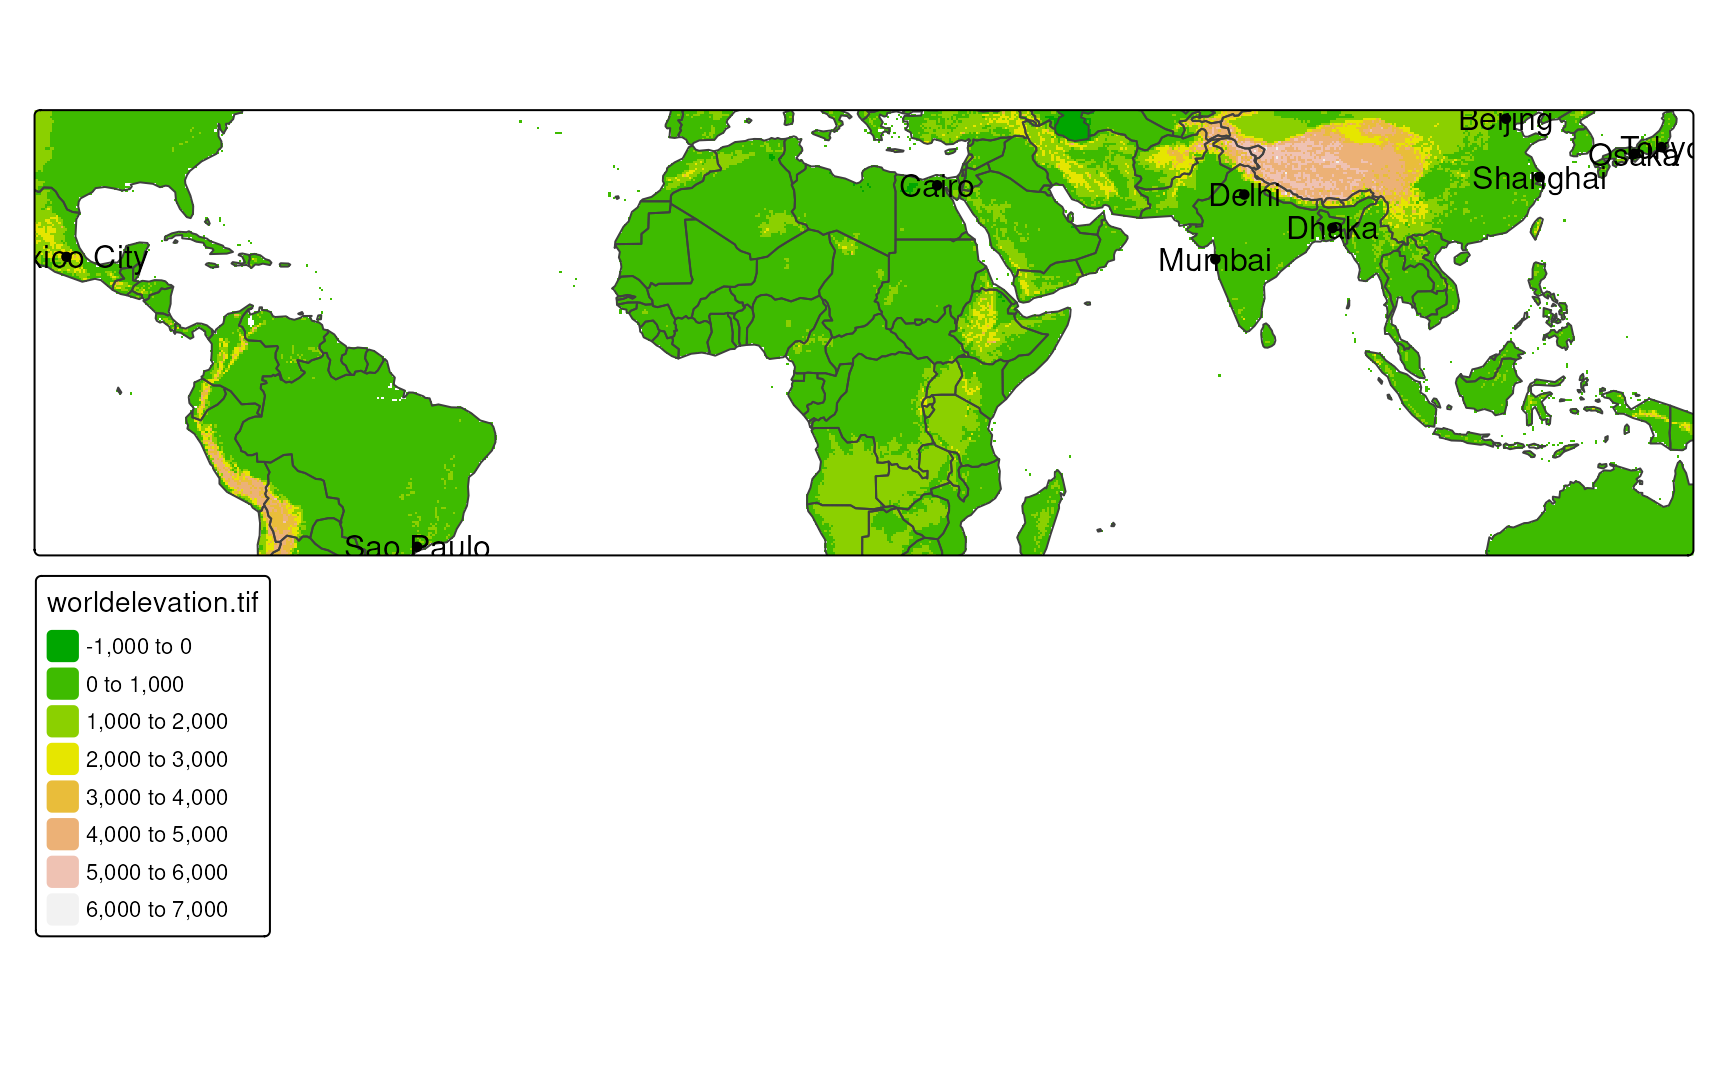 Beijing
Tokyo
Osaka
Shanghai
Cairo
Delhi
Dhaka
xico City
Mumbai
Sao Paulo
worldelevation.tif
-1,000 to 0
0 to 1,000
1,000 to 2,000
2,000 to 3,000
3,000 to 4,000
4,000 to 5,000
5,000 to 6,000
6,000 to 7,000